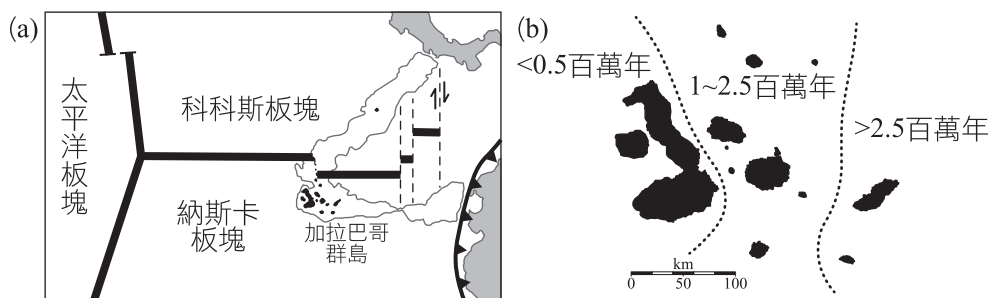 (a)
太平洋板塊
科科斯板塊
納斯卡
板塊
加拉巴哥
群島
(b)
<0.5百萬年
1~2.5百萬年
>2.5百萬年
km
0 50 100